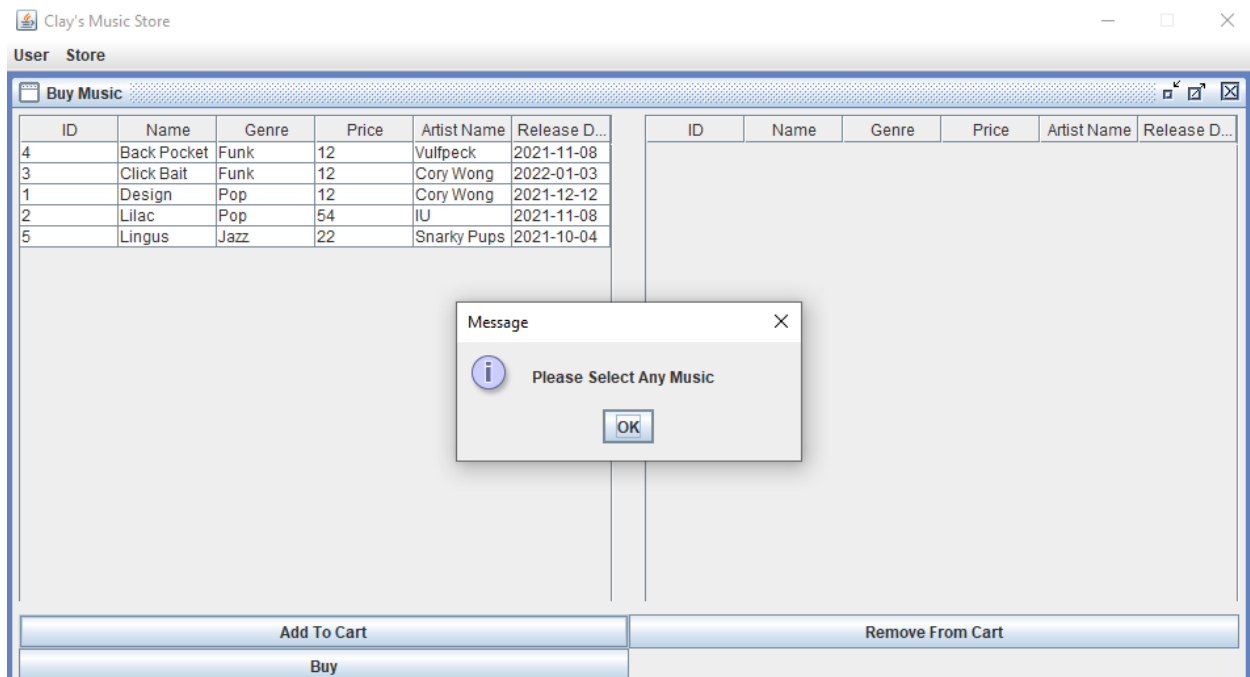 Clay's Music Store
User Store
Buy Music
ID Name Genre Price Artist Name Release D... ID Name Genre Price Artist Name Release D...
4 Back Pocket Funk 12 Vulfpeck 2021-11-08
3 Click Bait Funk 12 Cory Wong 2022-01-03
1 Design Pop 12 Cory Wong 2021-12-12
2 Lilac Pop 54 IU 2021-11-08
5 Lingus Jazz 22 Snarky Pups 2021-10-04
Message
Please Select Any Music
OK
Add To Cart Remove From Cart
Buy